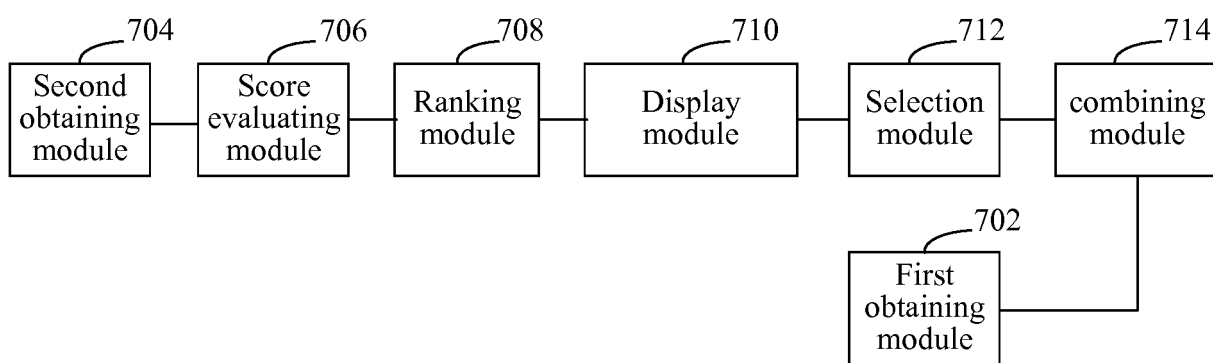 704
706
708
710
712
714
Second
obtaining
module
Score
evaluating
module
Ranking
module
Display
module
Selection
module
combining
module
702
First
obtaining
module